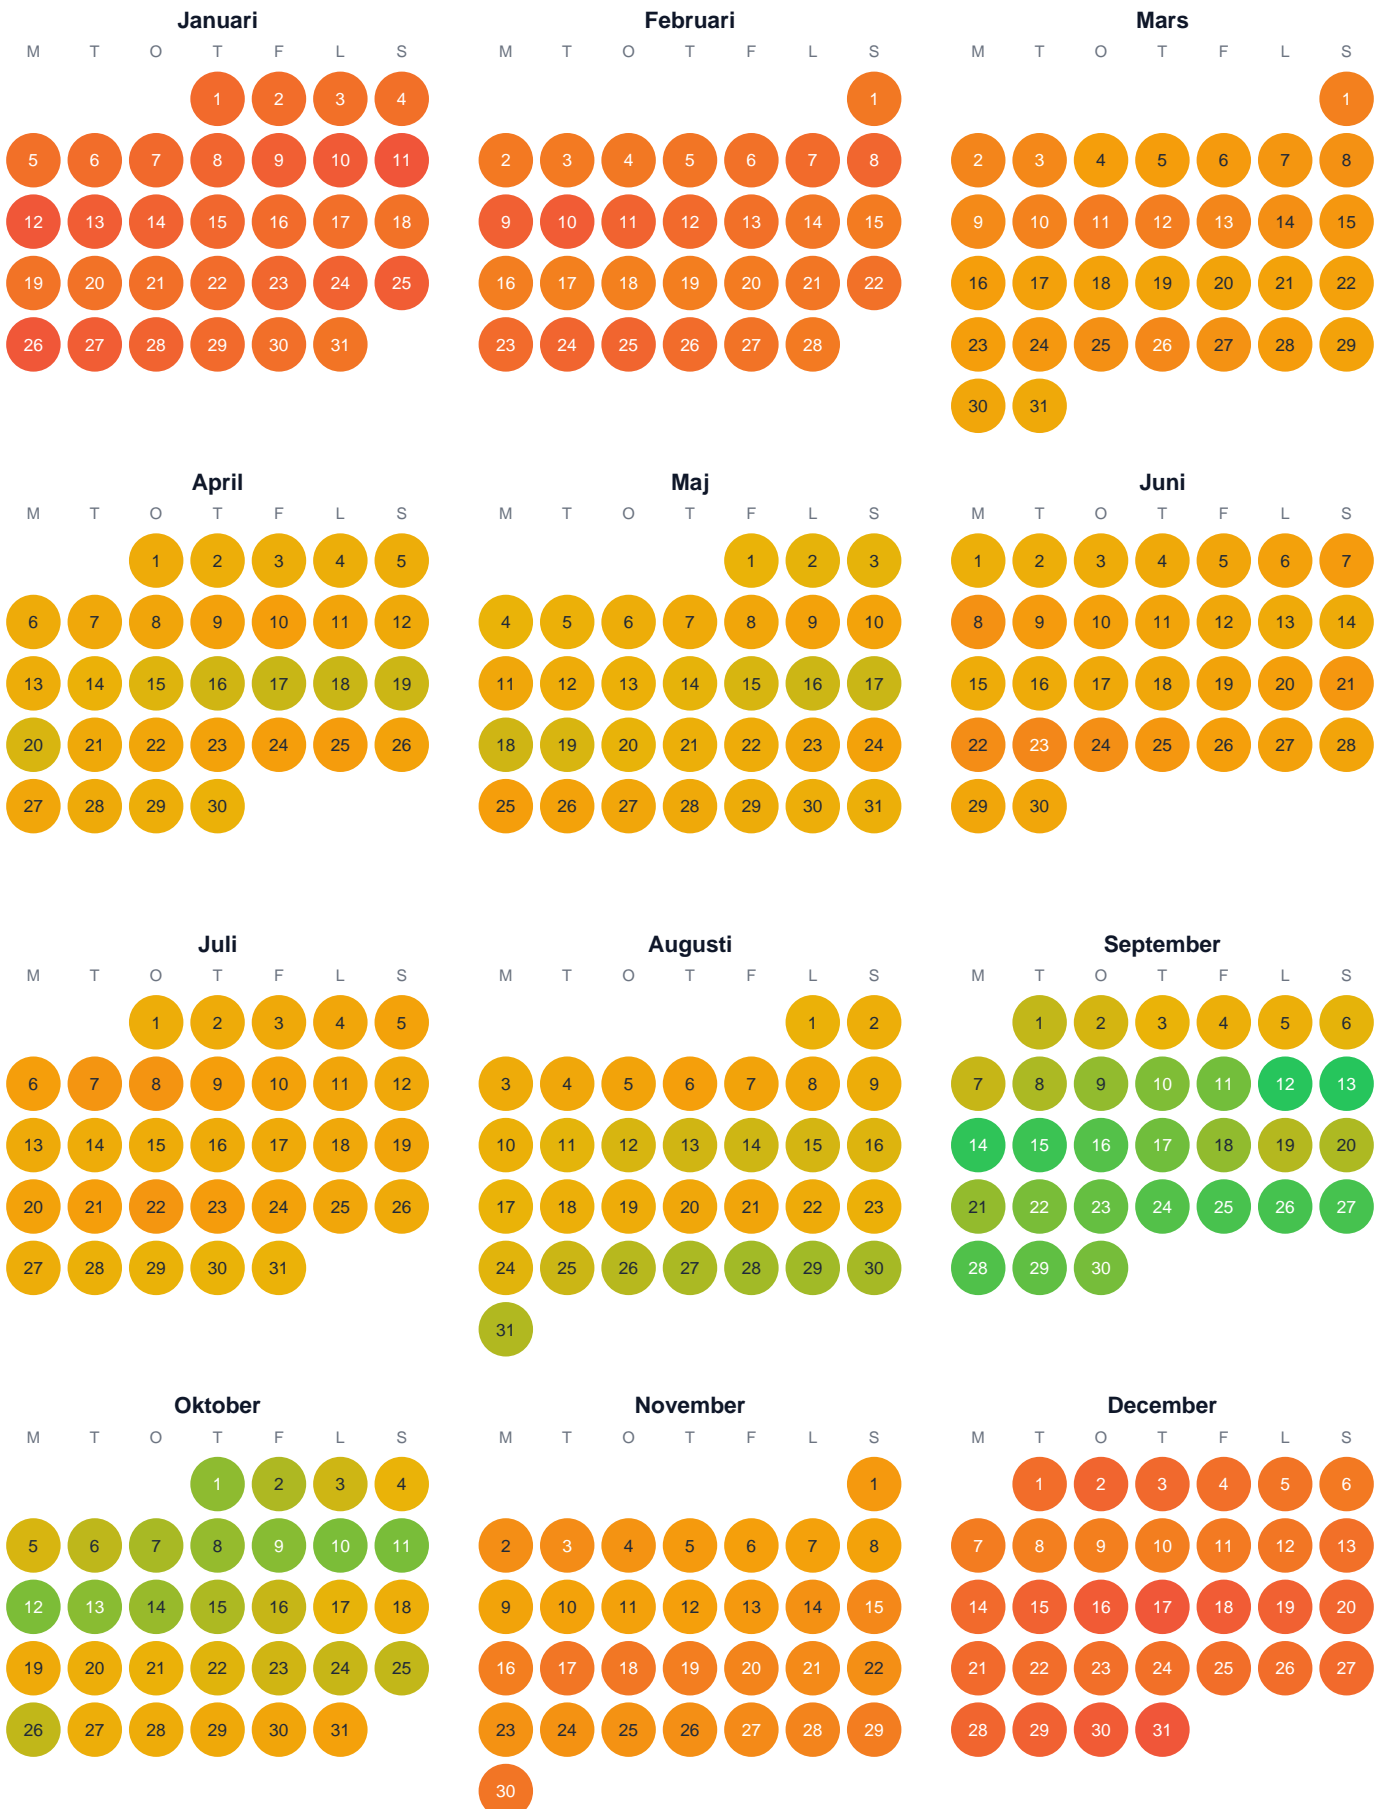 Januari Februari Mars
M T O T F L S M T O T F L S M T O T F L S
1 2 3 4 1 1
5 6 7 8 9 10 11 2 3 4 5 6 7 8 2 3 4 5 6 7 8
12 13 14 15 16 17 18 9 10 11 12 13 14 15 9 10 11 12 13 14 15
19 20 21 22 23 24 25 16 17 18 19 20 21 22 16 17 18 19 20 21 22
26 27 28 29 30 31 23 24 25 26 27 28 23 24 25 26 27 28 29
30 31
April Maj Juni
M T O T F L S M T O T F L S M T O T F L S
1 2 3 4 5 1 2 3 1 2 3 4 5 6 7
6 7 8 9 10 11 12 4 5 6 7 8 9 10 8 9 10 11 12 13 14
13 14 15 16 17 18 19 11 12 13 14 15 16 17 15 16 17 18 19 20 21
20 21 22 23 24 25 26 18 19 20 21 22 23 24 22 23 24 25 26 27 28
27 28 29 30 25 26 27 28 29 30 31 29 30
Juli Augusti September
M T O T F L S M T O T F L S M T O T F L S
1 2 3 4 5 1 2 1 2 3 4 5 6
6 7 8 9 10 11 12 3 4 5 6 7 8 9 7 8 9 10 11 12 13
13 14 15 16 17 18 19 10 11 12 13 14 15 16 14 15 16 17 18 19 20
20 21 22 23 24 25 26 17 18 19 20 21 22 23 21 22 23 24 25 26 27
27 28 29 30 31 24 25 26 27 28 29 30 28 29 30
31
Oktober November December
M T O T F L S M T O T F L S M T O T F L S
1 2 3 4 1 1 2 3 4 5 6
5 6 7 8 9 10 11 2 3 4 5 6 7 8 7 8 9 10 11 12 13
12 13 14 15 16 17 18 9 10 11 12 13 14 15 14 15 16 17 18 19 20
19 20 21 22 23 24 25 16 17 18 19 20 21 22 21 22 23 24 25 26 27
26 27 28 29 30 31 23 24 25 26 27 28 29 28 29 30 31
30